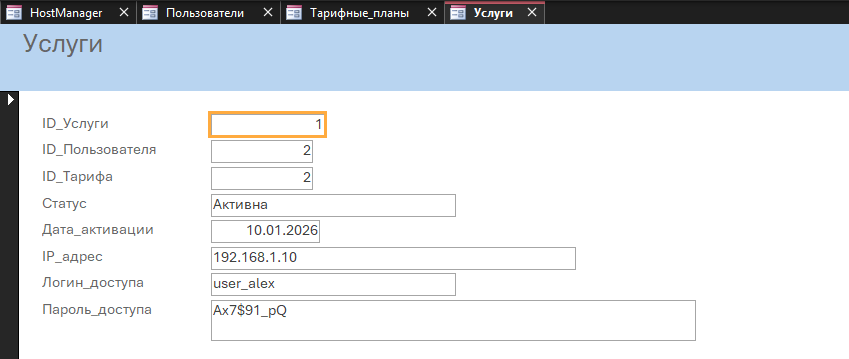 HostManager Пользователи Тарифные_планы Услуги
Услуги
ID_Услуги 1
ID_Пользователя 2
ID_Тарифа 2
Статус Активна
Дата_активации 10.01.2026
IP_адрес 192.168.1.10
Логин_доступа user_alex
Пароль_доступа Ax7$91_pQ